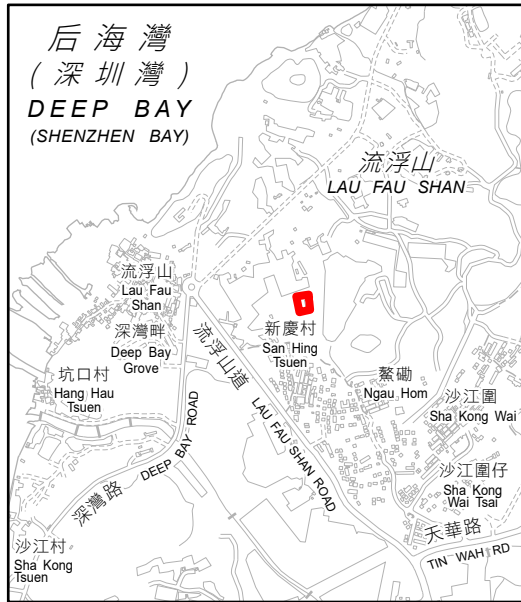 后海灣
(深圳灣)
DEEP BAY
(SHENZHEN BAY)
流浮山
LAU FAU SHAN
流浮山
Lau Fau
Shan
深灣畔
Deep Bay
Grove
坑口村
Hang Hau
Tsuen
新慶村
San Hing
Tsuen
流浮山道
LAU FAU SHAN ROAD
鰲磡
Ngau Hom
沙江圍
Sha Kong Wai
沙江圍仔
Sha Kong
Wai Tsai
深灣路
DEEP BAY ROAD
天華路
TIN WAH RD
沙江村
Sha Kong
Tsuen